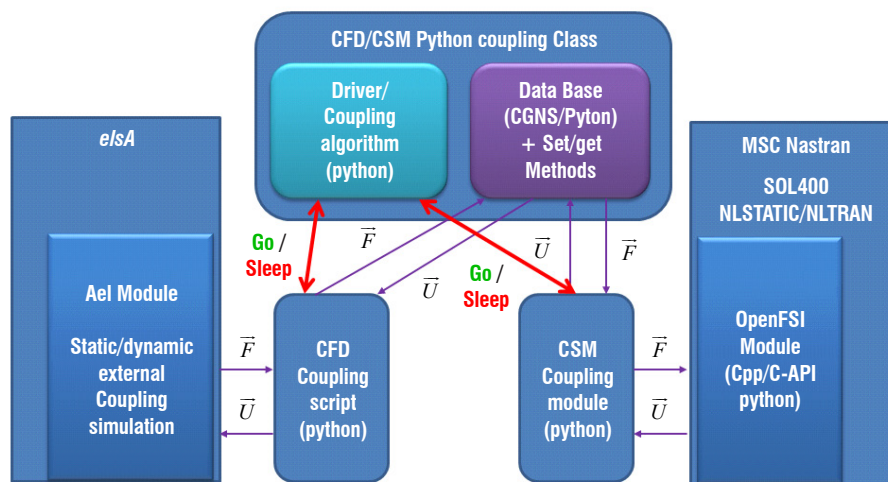 CFD/CSM Python coupling Class
Driver/
Coupling
algorithm
(python)
Data Base
(CGNS/Pyton)
+ Set/get
Methods
elsA
Ael Module
Static/dynamic
external
Coupling
simulation
MSC Nastran
SOL400
NLSTATIC/NLTRAN
OpenFSI
Module
(Cpp/C-API
python)
Go /
Sleep
F
U
Go /
Sleep
U
F
CFD
Coupling
script
(python)
CSM
Coupling
module
(python)
F
U
F
U